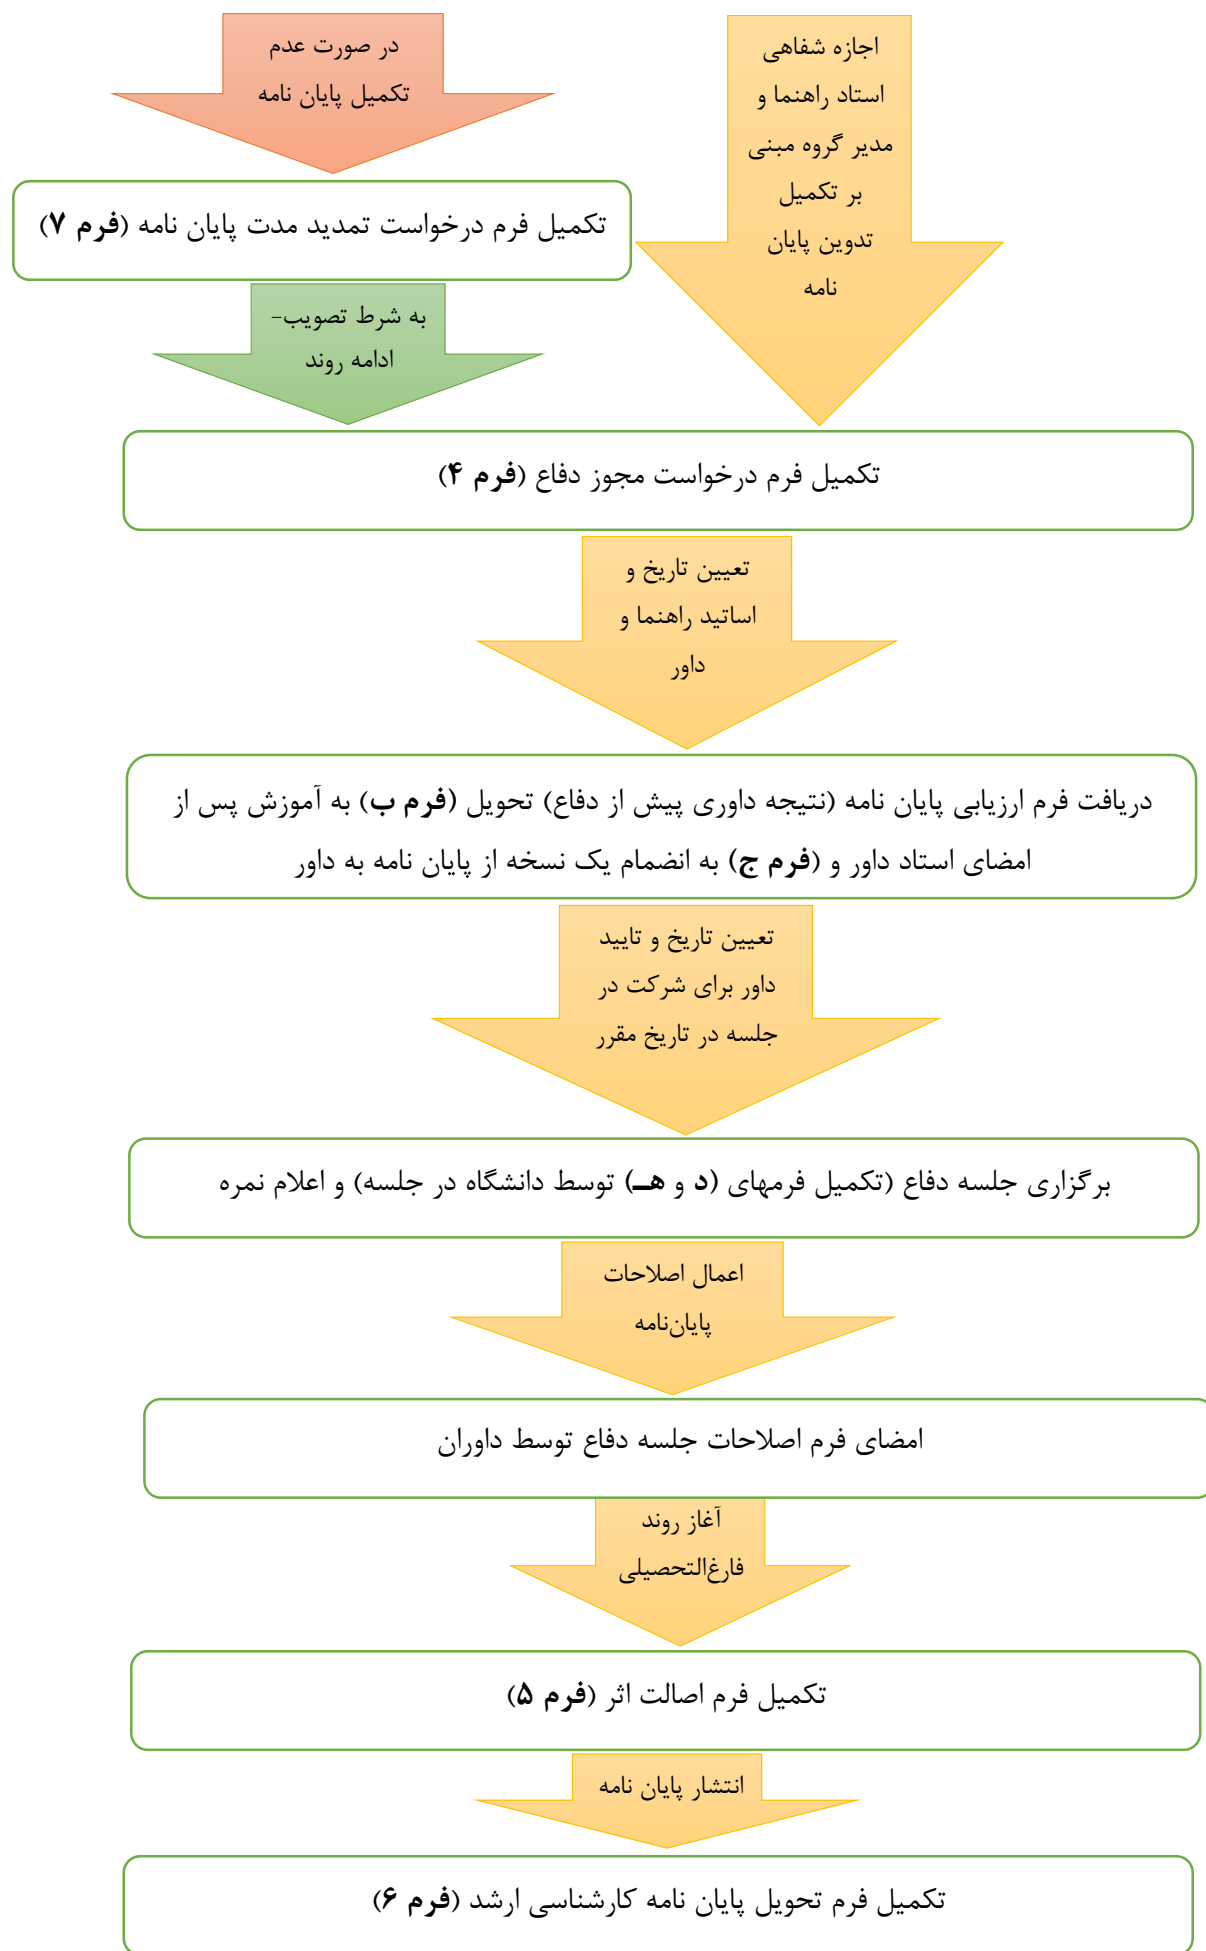 در صورت عدم
تکمیل پایان نامه
اجازه شفاهی
استاد راهنما و
مدیر گروه مبنی
بر تکمیل
تدوین پایان
نامه
تکمیل فرم درخواست تمدید مدت پایان نامه (فرم ۷)
به شرط تصویب-
ادامه روند
تکمیل فرم درخواست مجوز دفاع (فرم ۴)
تعیین تاریخ و
اساتید راهنما و
داور
دریافت فرم ارزیابی پایان نامه (نتیجه داوری پیش از دفاع) تحویل (فرم ب) به آموزش پس از
امضای استاد داور و (فرم ج) به انضمام یک نسخه از پایان نامه به داور
تعیین تاریخ و تایید
داور برای شرکت در
جلسه در تاریخ مقرر
برگزاری جلسه دفاع (تکمیل فرمهای (د و هـ) توسط دانشگاه در جلسه) و اعلام نمره
اعمال اصلاحات
پایان‌نامه
امضای فرم اصلاحات جلسه دفاع توسط داوران
آغاز روند
فارغ‌التحصیلی
تکمیل فرم اصالت اثر (فرم ۵)
انتشار پایان نامه
تکمیل فرم تحویل پایان نامه کارشناسی ارشد (فرم ۶)